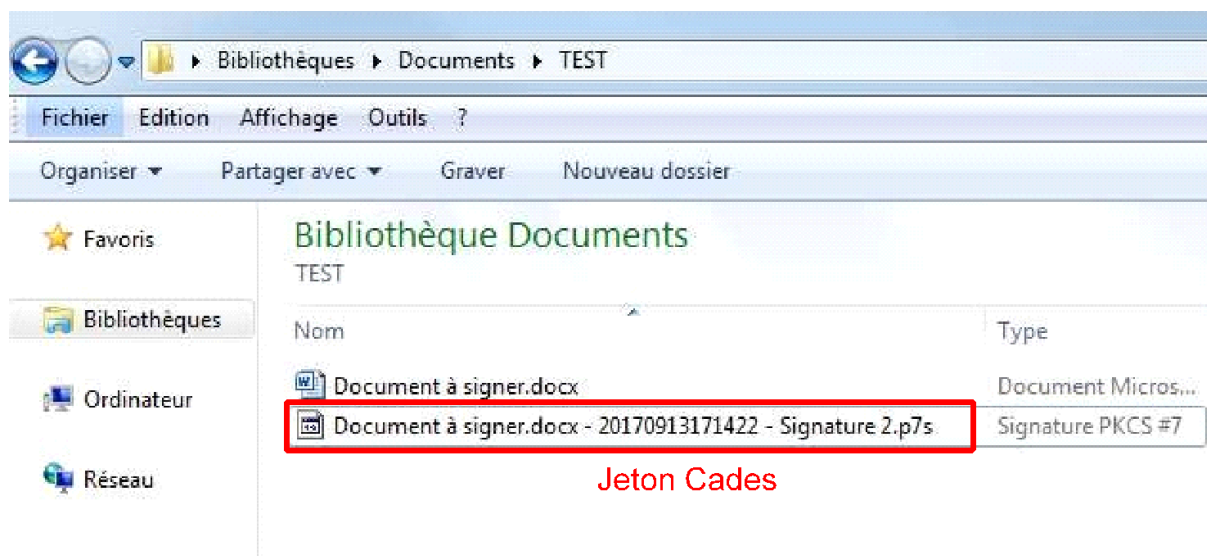 Bibliothèques Documents TEST
Fichier Edition Affichage Outils ?
Organiser Partager avec Graver Nouveau dossier
Favoris
Bibliothèques
Ordinateur
Réseau
Bibliothèque Documents
TEST
Nom Type
Document à signer.docx Document Micros...
Document à signer.docx - 20170913171422 - Signature 2.p7s Signature PKCS #7
Jeton Cades